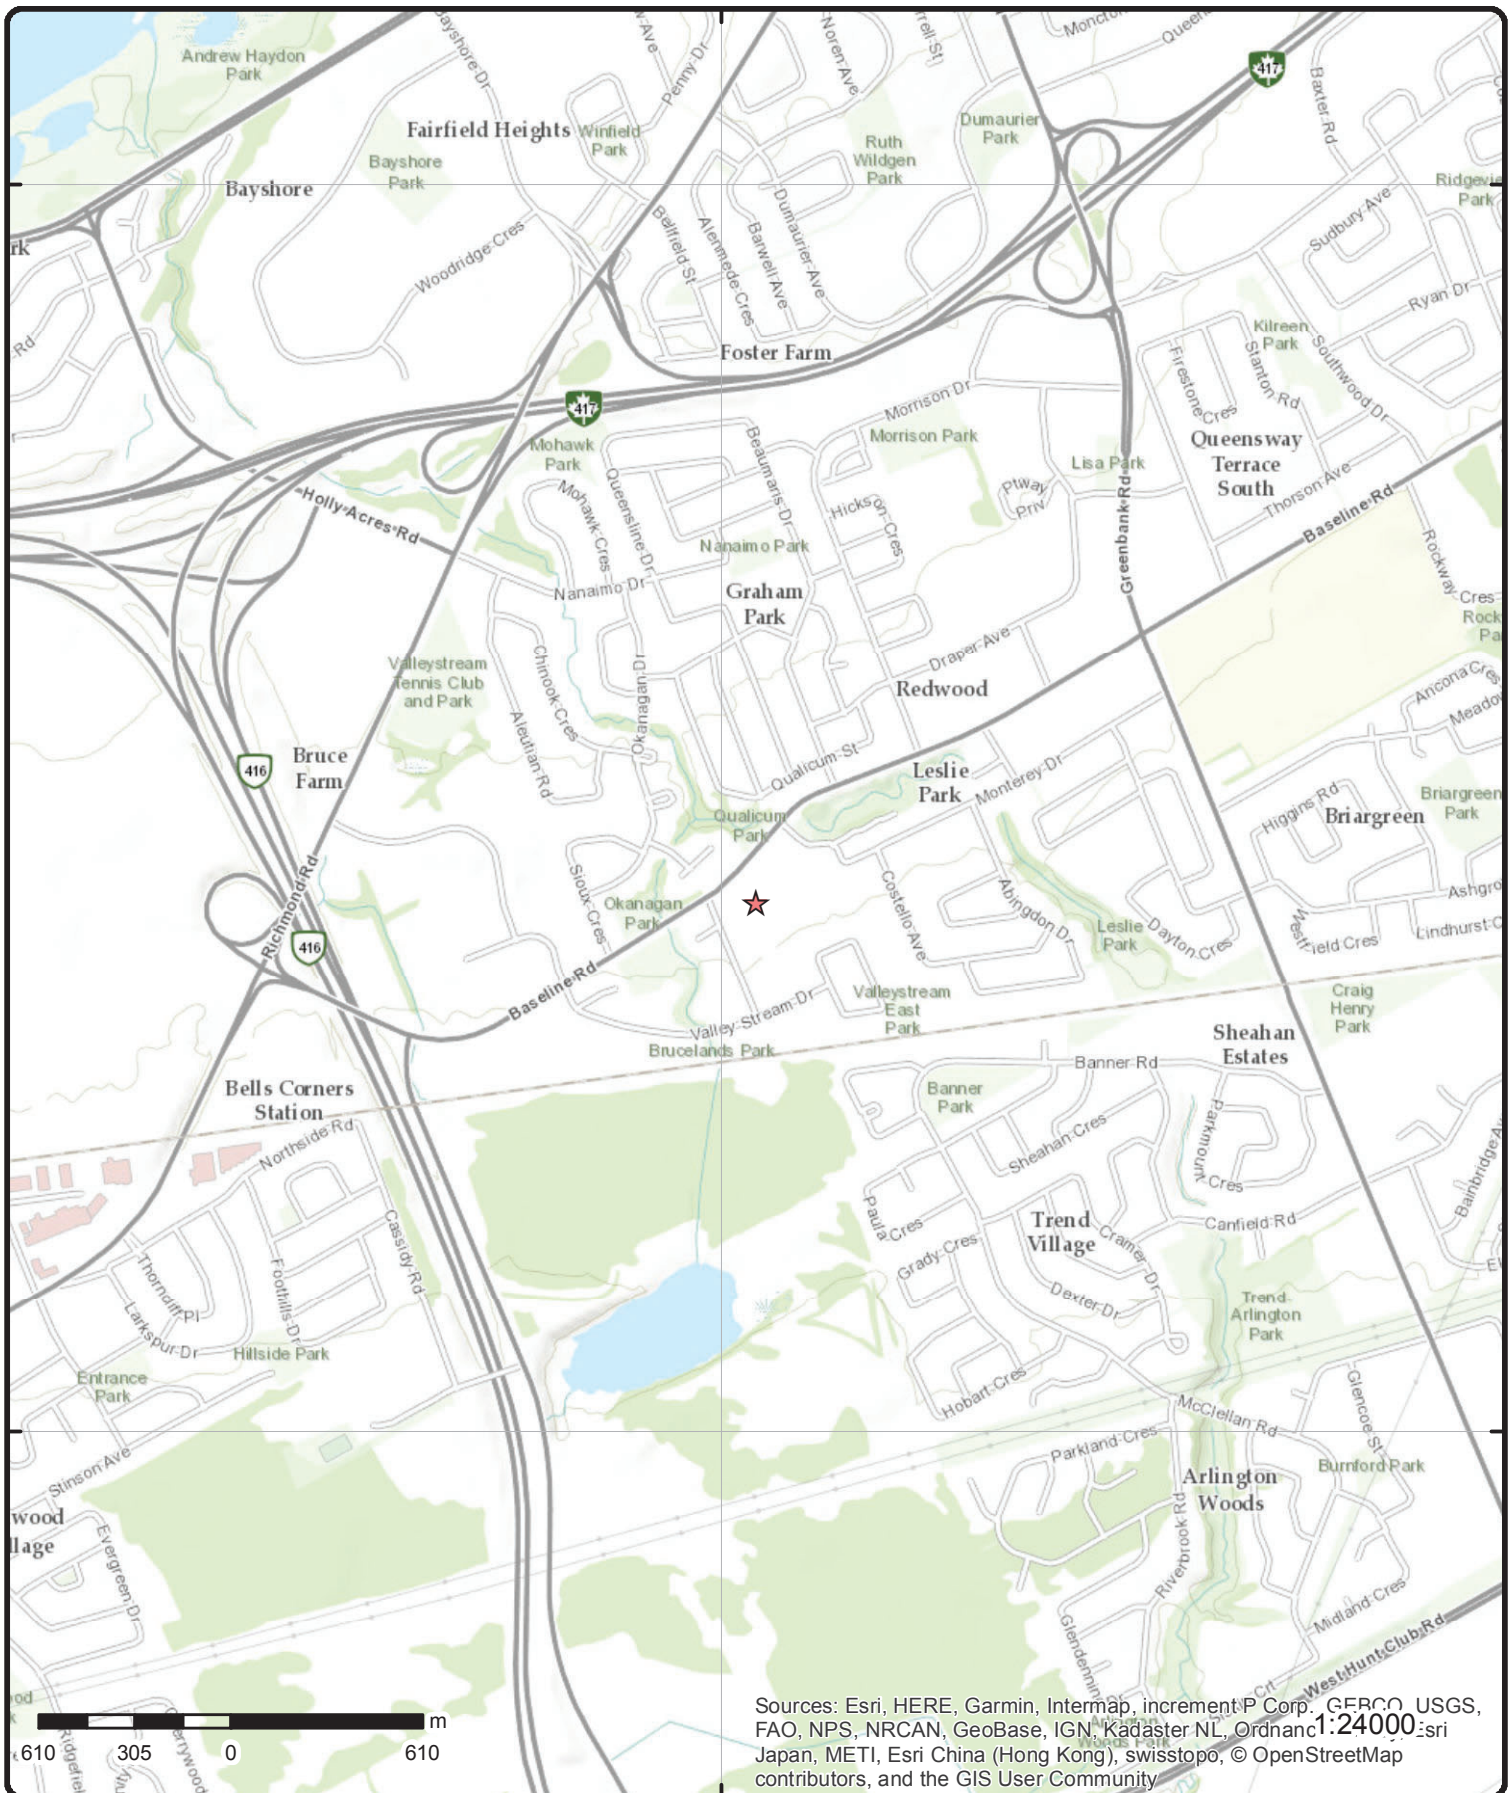 Andrew Haydon
Park
Bayshore Dr
Penny Dr
Noren Ave
Queens
417
Baxter Rd
Fairfield Heights
Winfield
Park
Bayshore
Park
Bayshore
Ruth
Wildgen
Park
Dumaurier
Park
Sudbury Ave
Park
Woodridge Cres
Bellfield St
Alenmede Cres
Barwell Ave
Dumaurier Ave
Ryan Dr
Rd
Foster Farm
Kilreen
Park
Firestone Cres
Stanton Rd
Southwood Dr
417
Morrison Dr
Mohawk
Park
Morrison Park
Queensway
Terrace
South
Lisa Park
Beaumaris Dr
Queensline Dr
Mohawk Cres
Hickson Cres
Ptway
Priv
Thorson Ave
Baseline Rd
Holly Acres Rd
Greenbank Rd
Nanaimo Park
Nanaimo Dr
Graham
Park
Rockway
Cres
Rock
Pa
Valleystream
Tennis Club
and Park
Chinook Cres
Okanagan Dr
Draper Ave
Redwood
Ancona Cres
Meado
Aleutian Rd
416
Bruce
Farm
Qualicum St
Leslie
Park
Monterey Dr
Higgins Rd
Briargreen
Briargreen
Park
Qualicum
Park
Richmond Rd
Sioux Cres
Okanagan
Park
Costello Ave
Abingdon Dr
Leslie
Park
Dayton Cres
Westfield Cres
Ashgro
Lindhurst C
416
Baseline Rd
Valley Stream Dr
Valleystream
East
Park
Craig
Henry
Park
Brucelands Park
Sheahan
Estates
Banner Rd
Bells Corners
Station
Banner
Park
Northside Rd
Sheahan Cres
Parkmount
Cres
Bainbridge Av
Paula Cres
Trend
Village
Canfield Rd
Cassidy Rd
Grady Cres
Cramer Dr
Thorncliff Pl
Foothills Dr
Dexter Dr
Trend
Arlington
Park
Larkspur Dr
Hillside Park
Entrance
Park
Hobart Cres
McClellan Rd
Glencoe St
Stinson Ave
Parkland Cres
Arlington
Woods
Burnford Park
wood
llage
Evergreen Dr
Riverbrook Rd
Midland Cres
West Hunt Club Rd
m
610 305 0 610
Sources: Esri, HERE, Garmin, Intermap, increment P Corp., GEBCO, USGS,
FAO, NPS, NRCAN, GeoBase, IGN, Kadaster NL, Ordnanc 1:24000 Esri
Japan, METI, Esri China (Hong Kong), swisstopo, © OpenStreetMap
contributors, and the GIS User Community